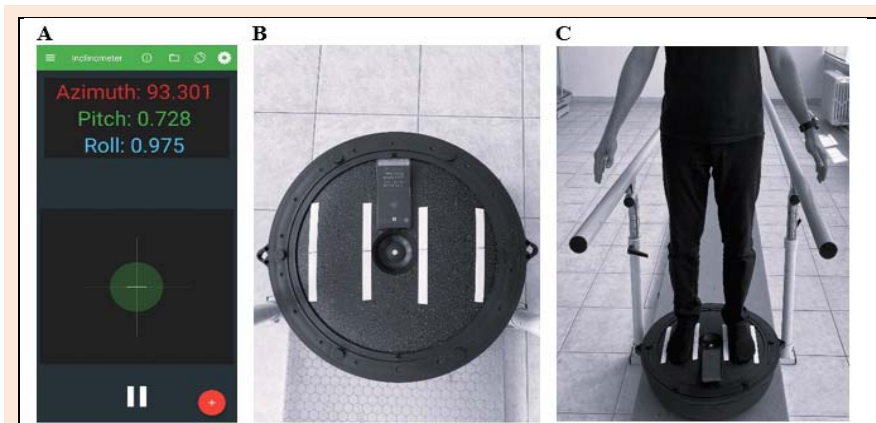 A
B
C
Inclinometer
Azimuth: 93.301
Pitch: 0.728
Roll: 0.975